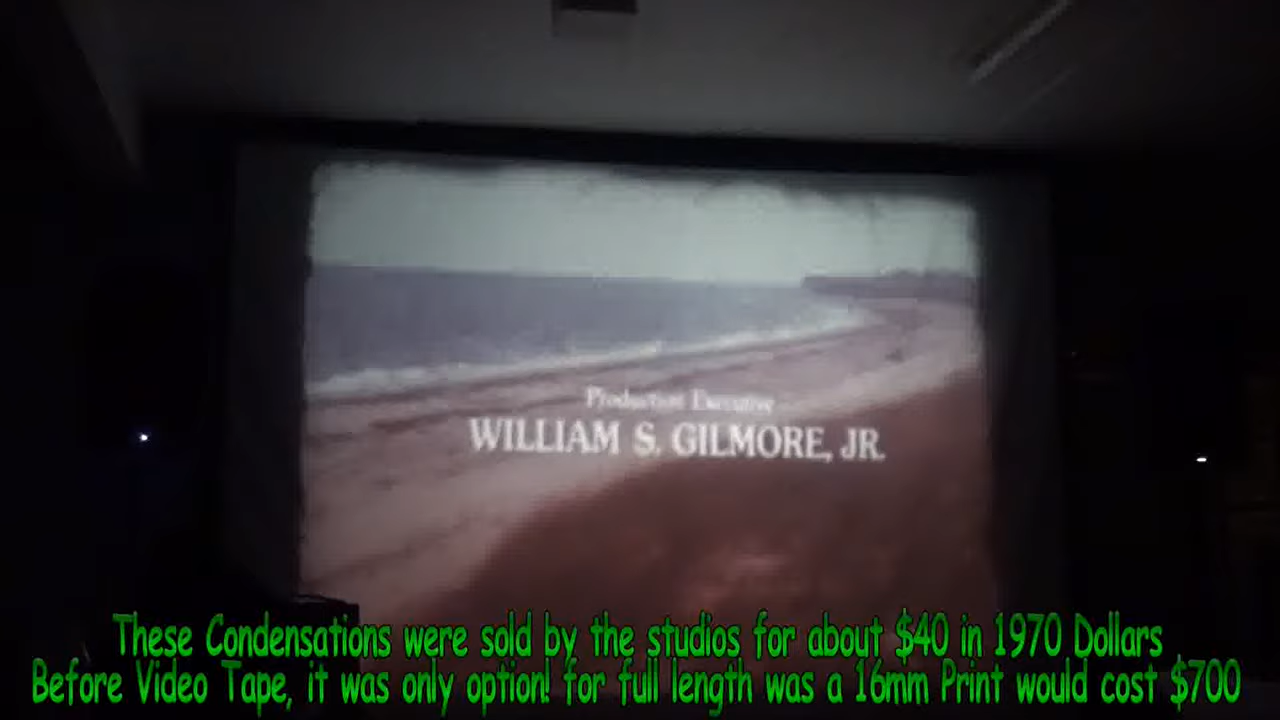 Production Executive
WILLIAM S. GILMORE, JR.
These Condensations were sold by the studios for about $40 in 1970 Dollars
Before Video Tape, it was only option! for full length was a 16mm Print would cost $700